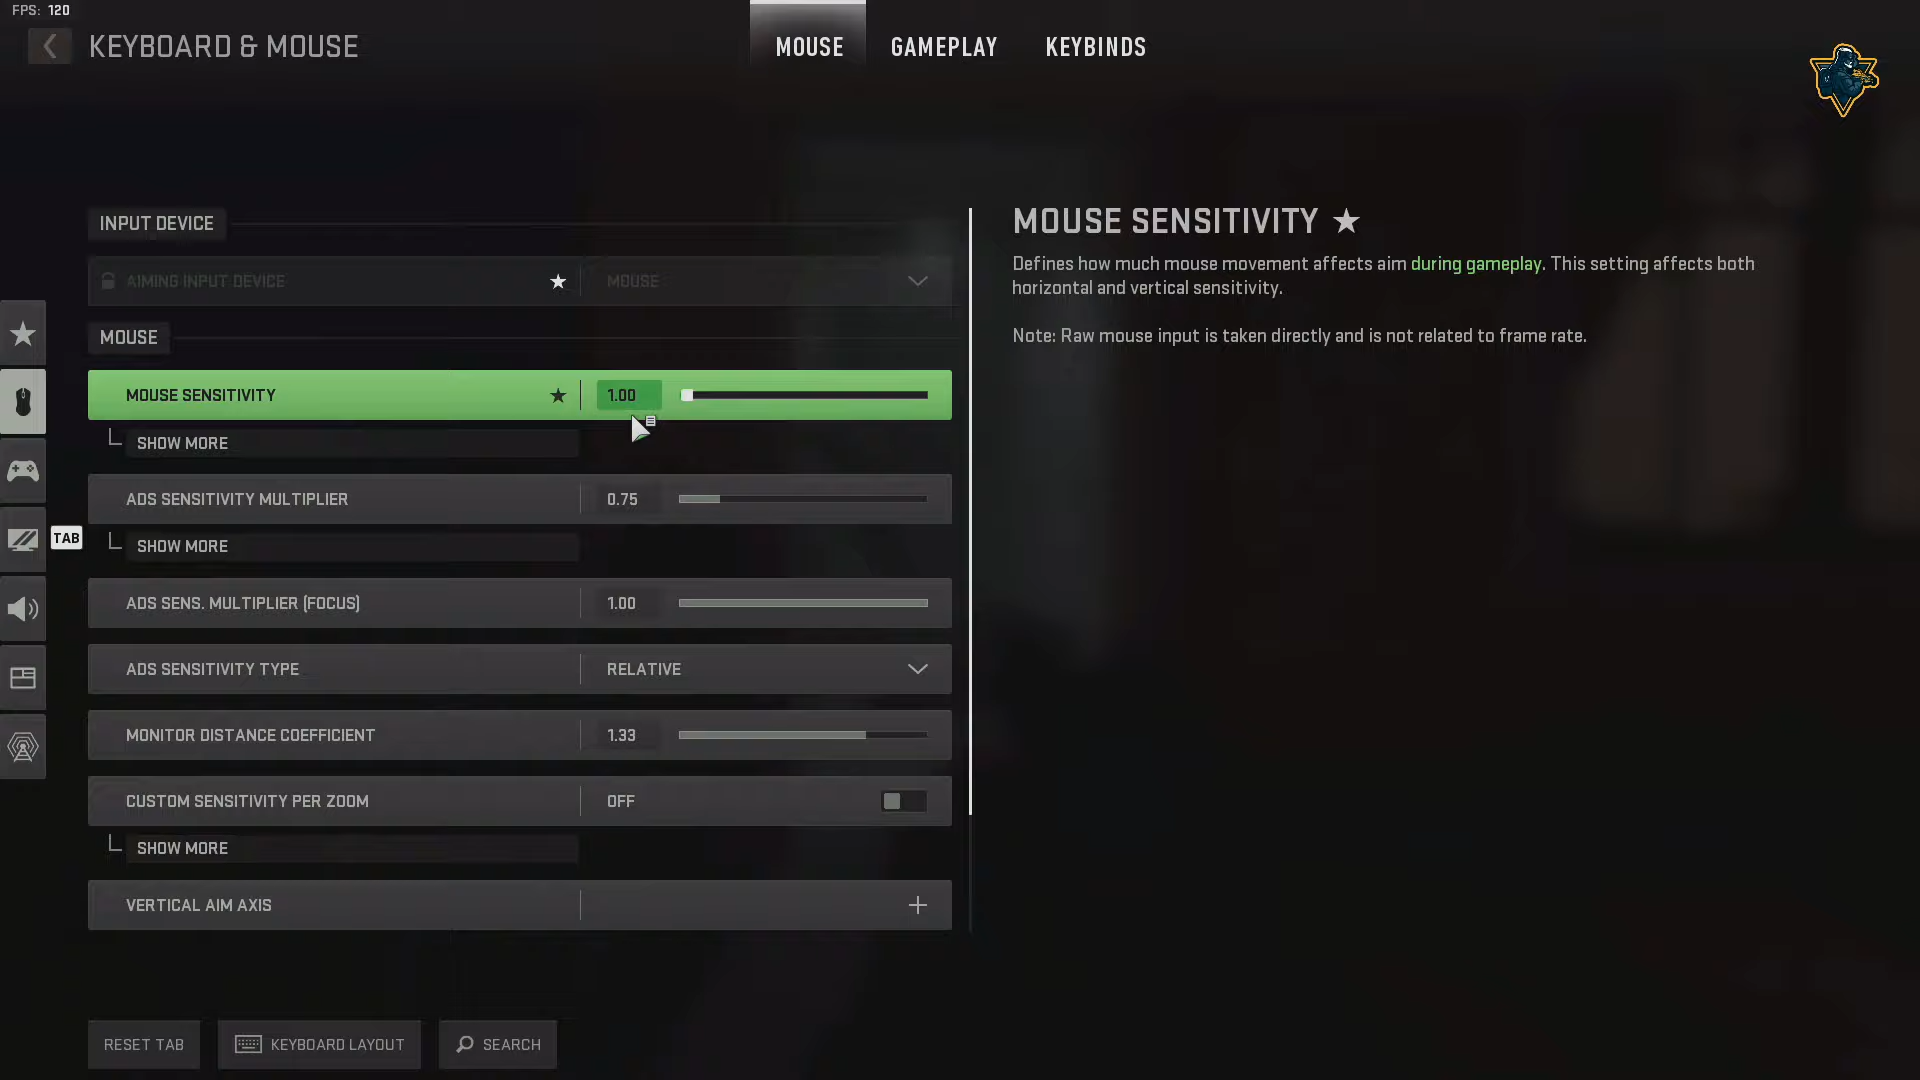 FPS: 120
KEYBOARD & MOUSE
MOUSE
GAMEPLAY
KEYBINDS
INPUT DEVICE
AIMING INPUT DEVICE
MOUSE
MOUSE
MOUSE SENSITIVITY
1.00
SHOW MORE
ADS SENSITIVITY MULTIPLIER
0.75
TAB
SHOW MORE
ADS SENS. MULTIPLIER (FOCUS)
1.00
ADS SENSITIVITY TYPE
RELATIVE
MONITOR DISTANCE COEFFICIENT
1.33
CUSTOM SENSITIVITY PER ZOOM
OFF
SHOW MORE
VERTICAL AIM AXIS
MOUSE SENSITIVITY
Defines how much mouse movement affects aim during gameplay. This setting affects both
horizontal and vertical sensitivity.
Note: Raw mouse input is taken directly and is not related to frame rate.
RESET TAB
KEYBOARD LAYOUT
SEARCH